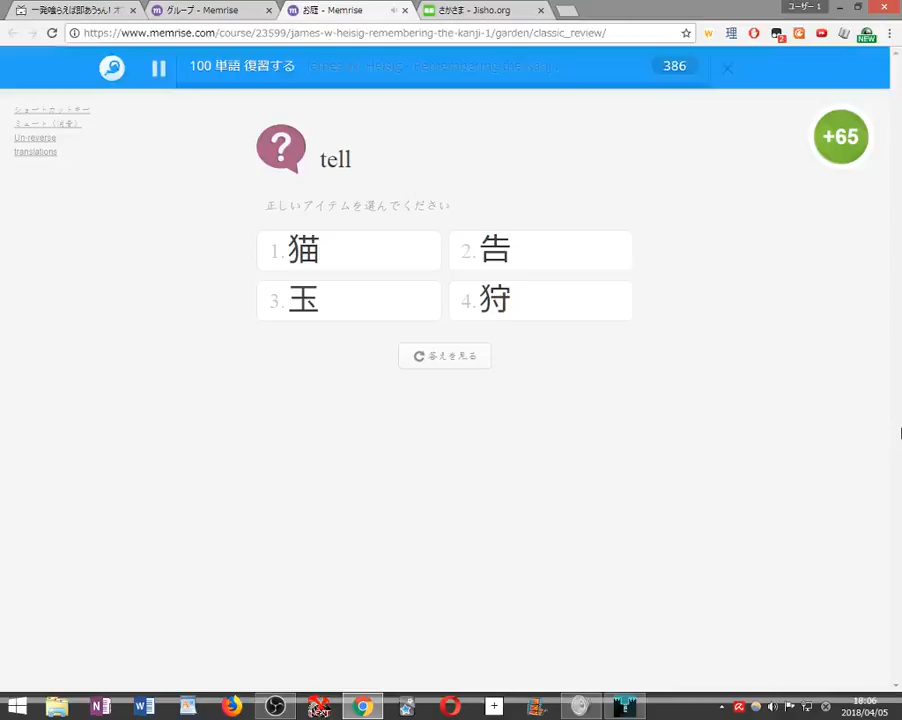 一発喰らえば即あうぅん! オ
グループ - Memrise
お庭 - Memrise
さかさま - Jisho.org
ユーザー 1
https://www.memrise.com/course/23599/james-w-heisig-remembering-the-kanji-1/garden/classic_review/
100 単語 復習する
386
ショートカットキー
ミュート (消音)
Un-reverse
translations
+65
?
tell
正しいアイテムを選んでください
1. 猫
2. 告
3. 玉
4. 狩
答えを見る
18:06
2018/04/05